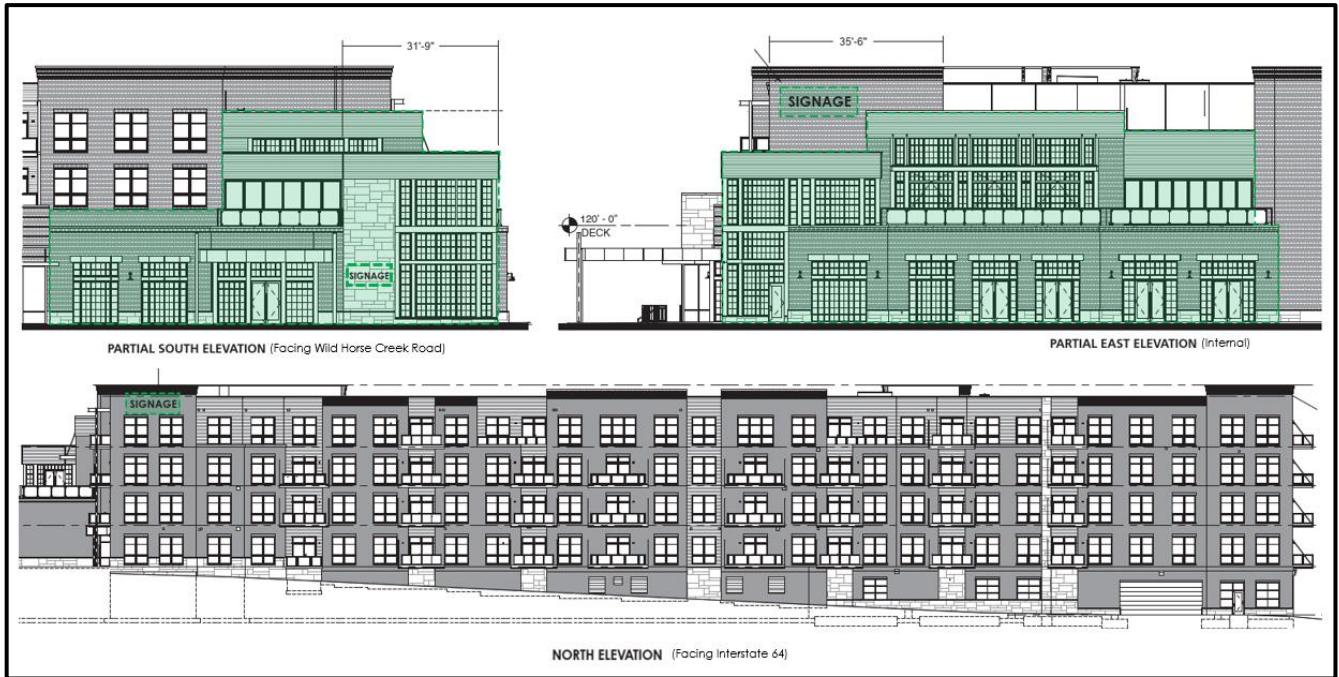 31'-9"
35'-6"
SIGNAGE
120' - 0"
DECK
SIGNAGE
PARTIAL SOUTH ELEVATION (Facing Wild Horse Creek Road)
PARTIAL EAST ELEVATION (Internal)
SIGNAGE
NORTH ELEVATION (Facing Interstate 64)